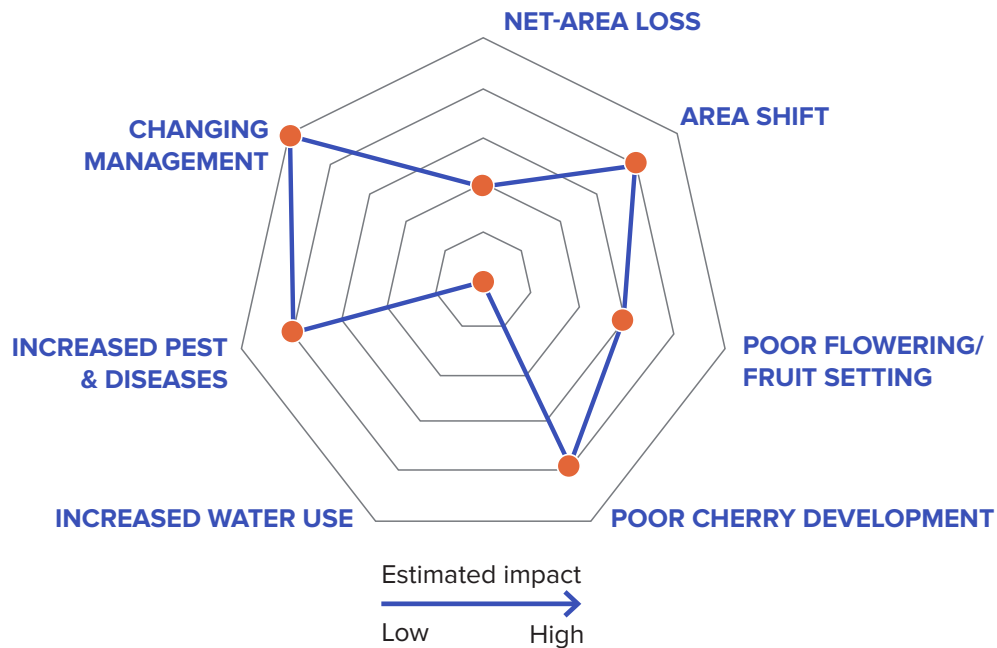 NET-AREA LOSS
AREA SHIFT
CHANGING
MANAGEMENT
INCREASED PEST
& DISEASES
POOR FLOWERING/
FRUIT SETTING
INCREASED WATER USE
POOR CHERRY DEVELOPMENT
Estimated impact
Low
High